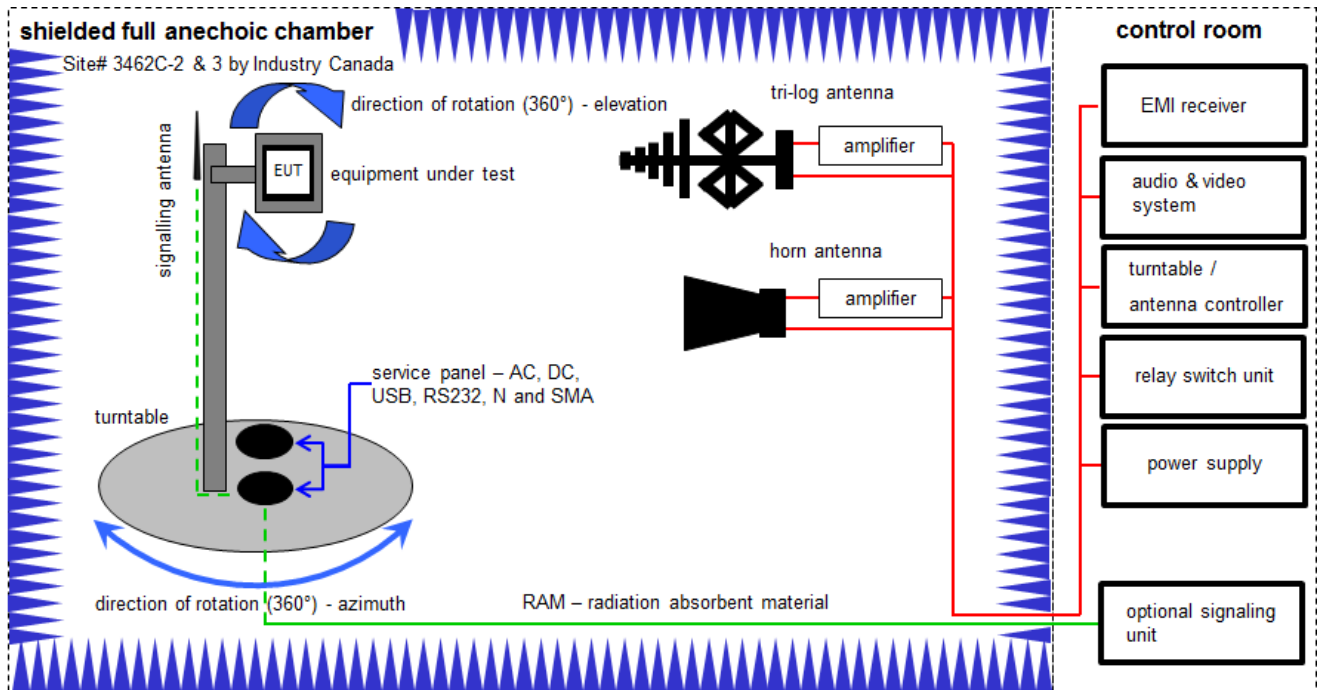 shielded full anechoic chamber
Site# 3462C-2 & 3 by Industry Canada
direction of rotation (360°) - elevation
signalling antenna
EUT
equipment under test
tri-log antenna
amplifier
horn antenna
amplifier
service panel – AC, DC,
USB, RS232, N and SMA
turntable
direction of rotation (360°) - azimuth
RAM – radiation absorbent material
control room
EMI receiver
audio & video
system
turntable /
antenna controller
relay switch unit
power supply
optional signaling
unit